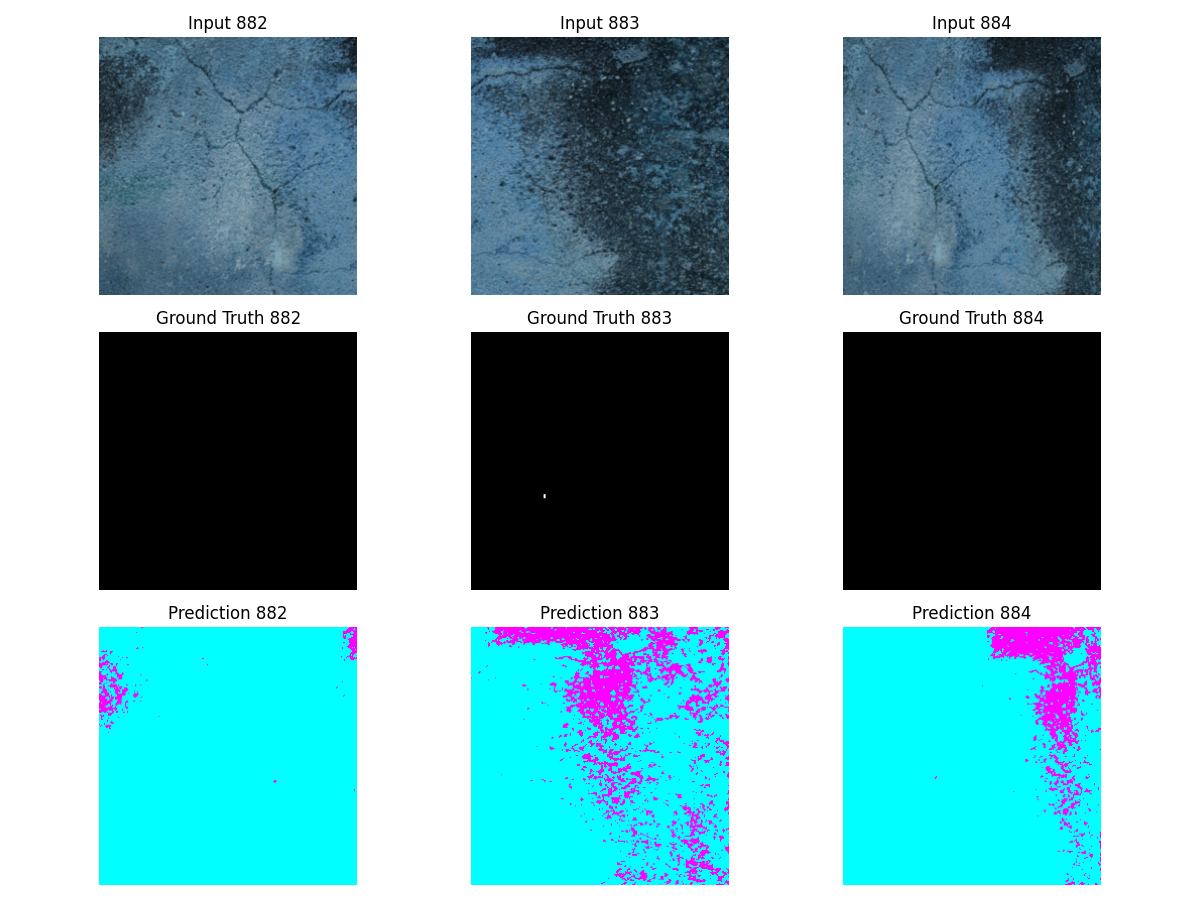 Input 882
Input 883
Input 884
Ground Truth 882
Ground Truth 883
Ground Truth 884
Prediction 882
Prediction 883
Prediction 884